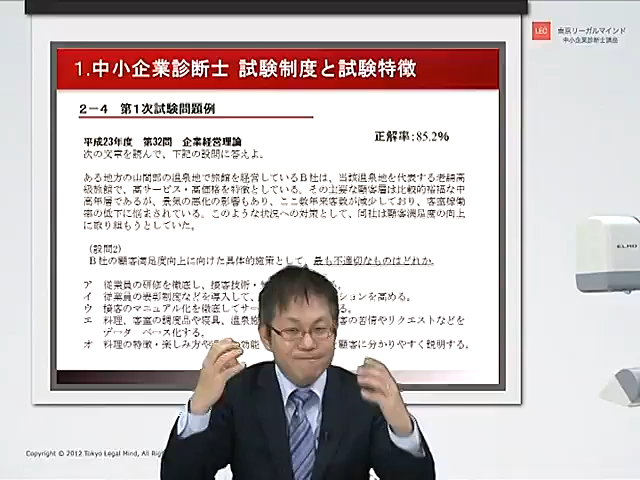 LEC 東京リーガルマインド
中小企業診断士講座
1.中小企業診断士 試験制度と試験特徴
2－4 第1次試験問題例
平成23年度 第32問 企業経営理論
正解率:85.2%
次の文章を読んで、下記の設問に答えよ。
ある地方の山間部の温泉地で旅館を経営しているB社は、当該温泉地を代表する老舗高
級旅館で、高サービス・高価格を特徴としている。その主要な顧客層は比較的裕福な中
高年層であるが、景気の悪化の影響もあり、ここ数年来客数が減少しており、客室稼働
率の低下に悩まされている。このような状況への対策として、同社は顧客満足度の向上
に取り組もうとしていた。
(設問2)
B社の顧客満足度向上に向けた具体的施策として、最も不適切なものはどれか。
ア 従業員の研修を徹底し、接客技術・
イ 従業員の表彰制度などを導入して、 ションを高める。
ウ 接客のマニュアル化を徹底してサー
エ 料理、客室の調度品や寝具、温泉施 客の苦情やリクエストなどを
データベース化する。
オ 料理の特徴・楽しみ方や 効能 顧客に分かりやすく説明する。
ELMO
Copyright © 2012 Tokyo Legal Mind, All Rig